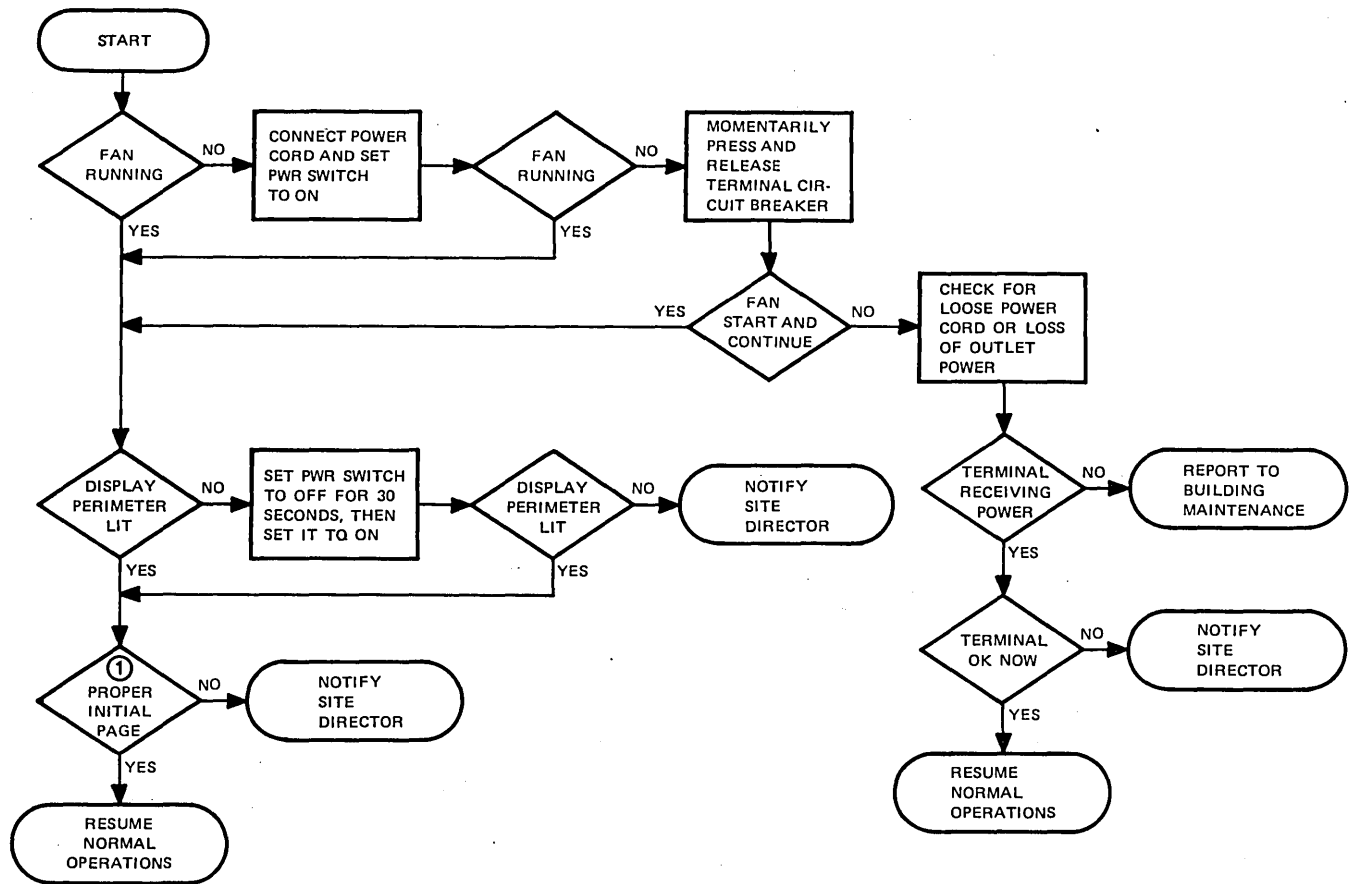 START
FAN
RUNNING
NO
YES
CONNECT POWER
CORD AND SET
PWR SWITCH
TO ON
FAN
RUNNING
NO
YES
MOMENTARILY
PRESS AND
RELEASE
TERMINAL CIR-
CUIT BREAKER
FAN
START AND
CONTINUE
YES
NO
CHECK FOR
LOOSE POWER
CORD OR LOSS
OF OUTLET
POWER
TERMINAL
RECEIVING
POWER
NO
YES
REPORT TO
BUILDING
MAINTENANCE
TERMINAL
OK NOW
NO
YES
NOTIFY
SITE
DIRECTOR
RESUME
NORMAL
OPERATIONS
DISPLAY
PERIMETER
LIT
NO
YES
SET PWR SWITCH
TO OFF FOR 30
SECONDS, THEN
SET IT TO ON
DISPLAY
PERIMETER
LIT
NO
YES
NOTIFY
SITE
DIRECTOR
1
PROPER
INITIAL
PAGE
NO
YES
NOTIFY
SITE
DIRECTOR
RESUME
NORMAL
OPERATIONS